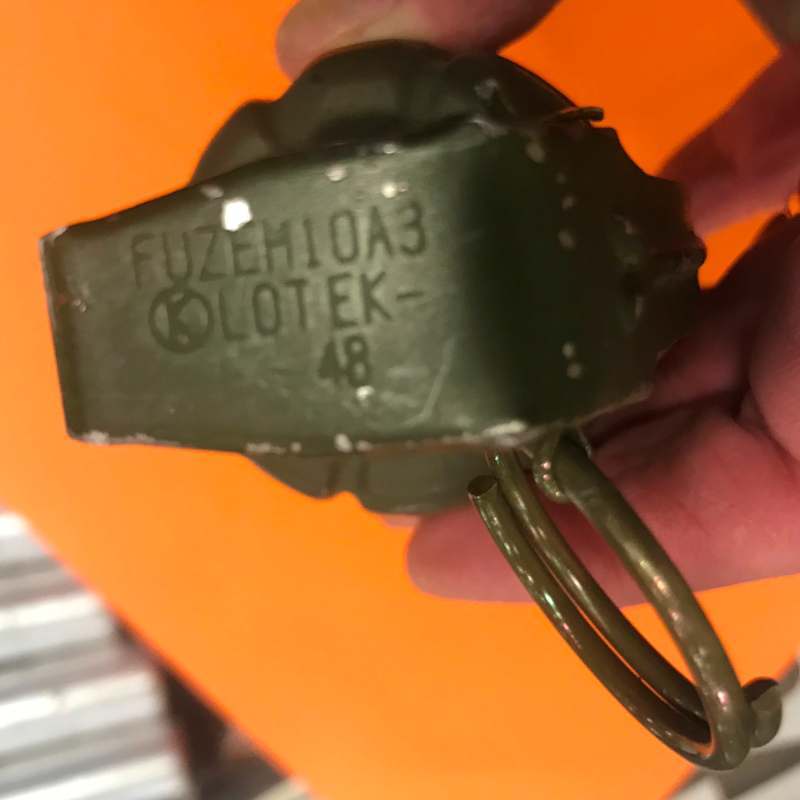 FUZEM10A3
Ⓚ LOT EK-
48